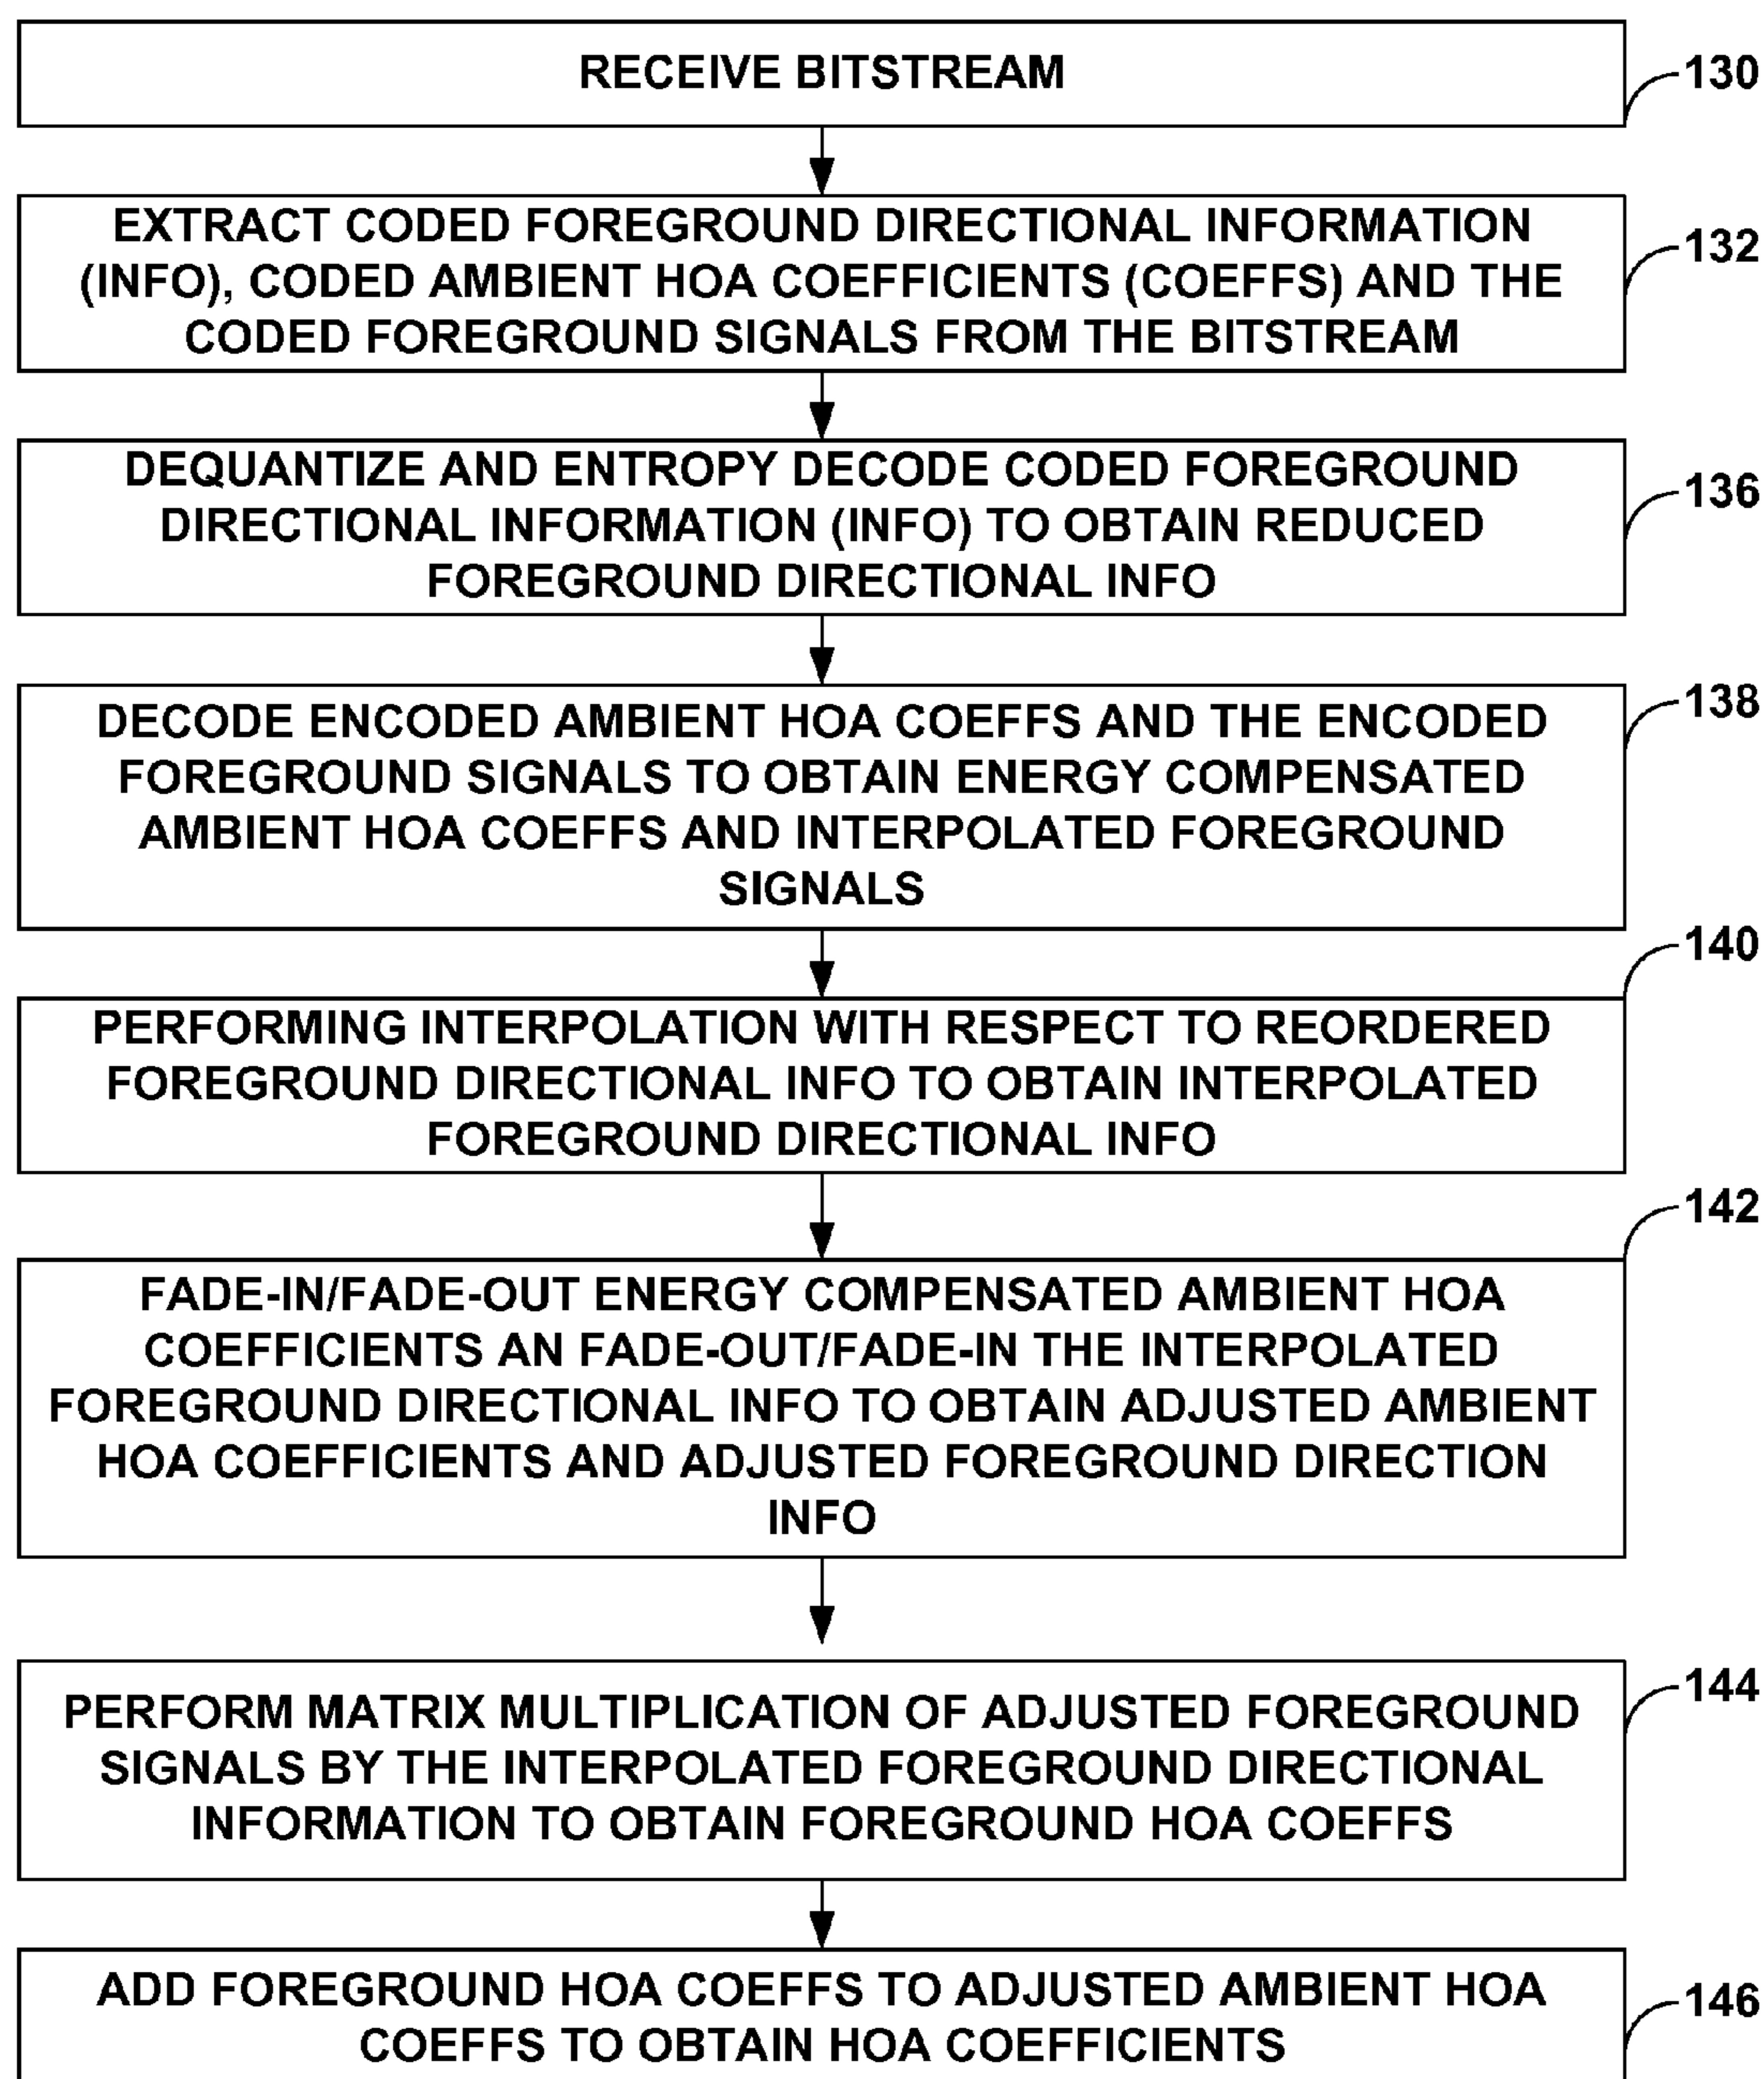 RECEIVE BITSTREAM
130
EXTRACT CODED FOREGROUND DIRECTIONAL INFORMATION
(INFO), CODED AMBIENT HOA COEFFICIENTS (COEFFS) AND THE
CODED FOREGROUND SIGNALS FROM THE BITSTREAM
132
DEQUANTIZE AND ENTROPY DECODE CODED FOREGROUND
DIRECTIONAL INFORMATION (INFO) TO OBTAIN REDUCED
FOREGROUND DIRECTIONAL INFO
136
DECODE ENCODED AMBIENT HOA COEFFS AND THE ENCODED
FOREGROUND SIGNALS TO OBTAIN ENERGY COMPENSATED
AMBIENT HOA COEFFS AND INTERPOLATED FOREGROUND
SIGNALS
138
PERFORMING INTERPOLATION WITH RESPECT TO REORDERED
FOREGROUND DIRECTIONAL INFO TO OBTAIN INTERPOLATED
FOREGROUND DIRECTIONAL INFO
140
FADE-IN/FADE-OUT ENERGY COMPENSATED AMBIENT HOA
COEFFICIENTS AN FADE-OUT/FADE-IN THE INTERPOLATED
FOREGROUND DIRECTIONAL INFO TO OBTAIN ADJUSTED AMBIENT
HOA COEFFICIENTS AND ADJUSTED FOREGROUND DIRECTION
INFO
142
PERFORM MATRIX MULTIPLICATION OF ADJUSTED FOREGROUND
SIGNALS BY THE INTERPOLATED FOREGROUND DIRECTIONAL
INFORMATION TO OBTAIN FOREGROUND HOA COEFFS
144
ADD FOREGROUND HOA COEFFS TO ADJUSTED AMBIENT HOA
COEFFS TO OBTAIN HOA COEFFICIENTS
146